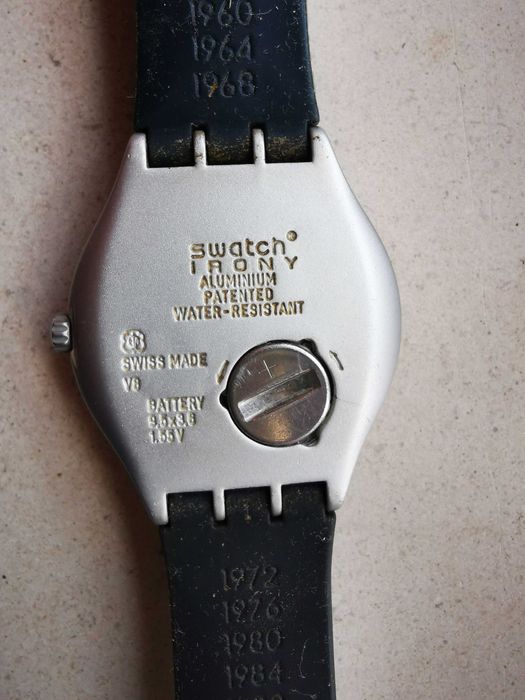 1960
1964
1968
swatch
IRONY
ALUMINIUM
PATENTED
WATER-RESISTANT
SWISS MADE
V8
BATTERY
9.5x3.6
1.55 V
+
1972
1976
1980
1984